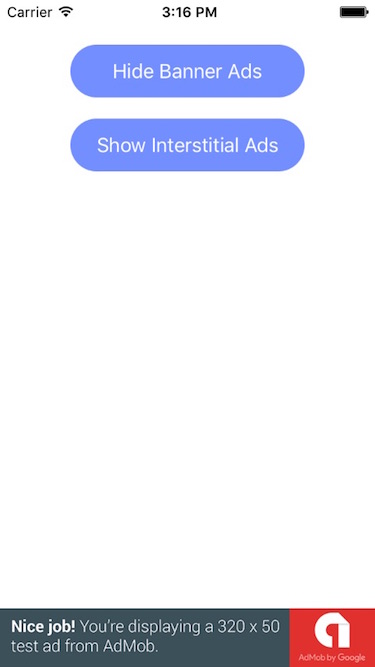 Carrier 3:16 PM
Hide Banner Ads
Show Interstitial Ads
Nice job! You're displaying a 320 x 50
test ad from AdMob.
AdMob by Google